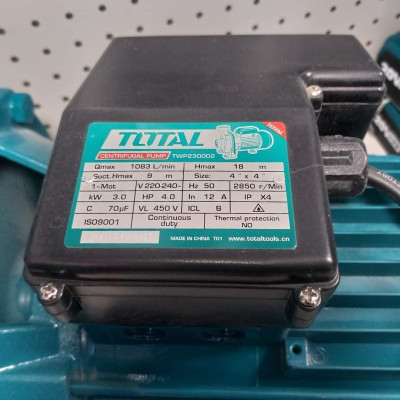 TOTAL
CENTRIFUGAL PUMP TWP230002
Qmax 1083 L/min Hmax 18 m
Suct.Hmax 9 m Size: 4" x 4"
1~Mot V 220-240~ Hz 50 2850 r/Min
kW 3.0 HP 4.0 In 12 A IP X4
C 70μF VL 450 V ICL B
ISO9001 Continuous duty Thermal protection NO
MADE IN CHINA T01 www.totaltools.cn